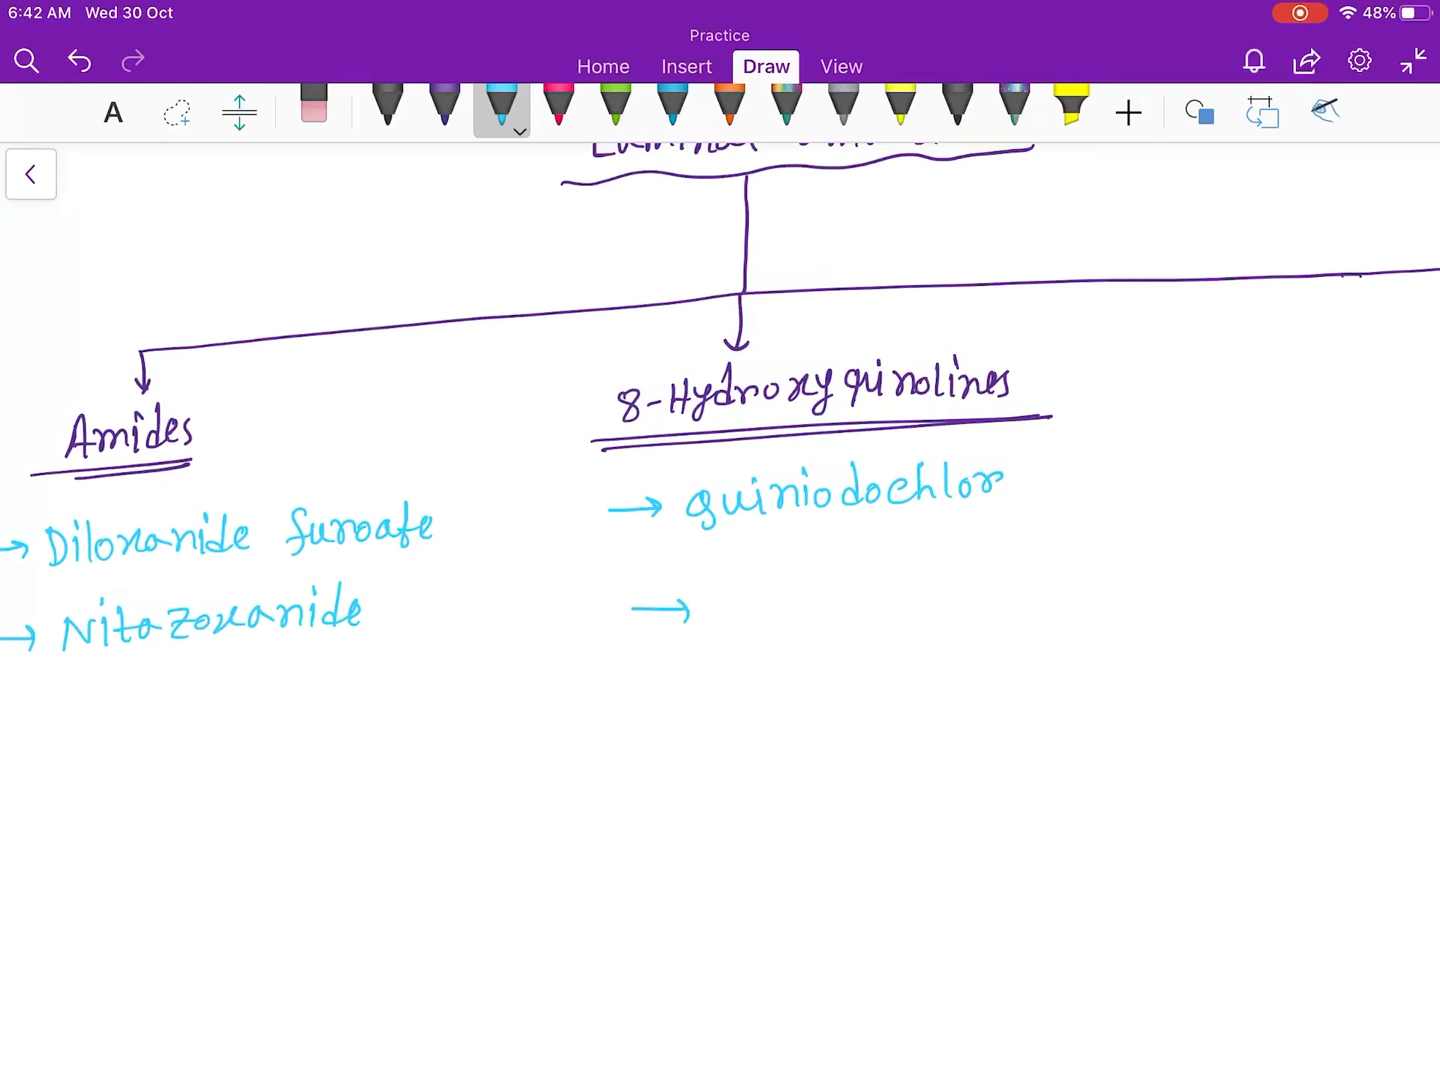 6:42 AM Wed 30 Oct
48%
Practice
Home Insert Draw View
A
Luminal
Amides
8-Hydroxyquinolines
→ Diloxanide furoate
→ quiniodochlor
→ Nitazoxanide
→